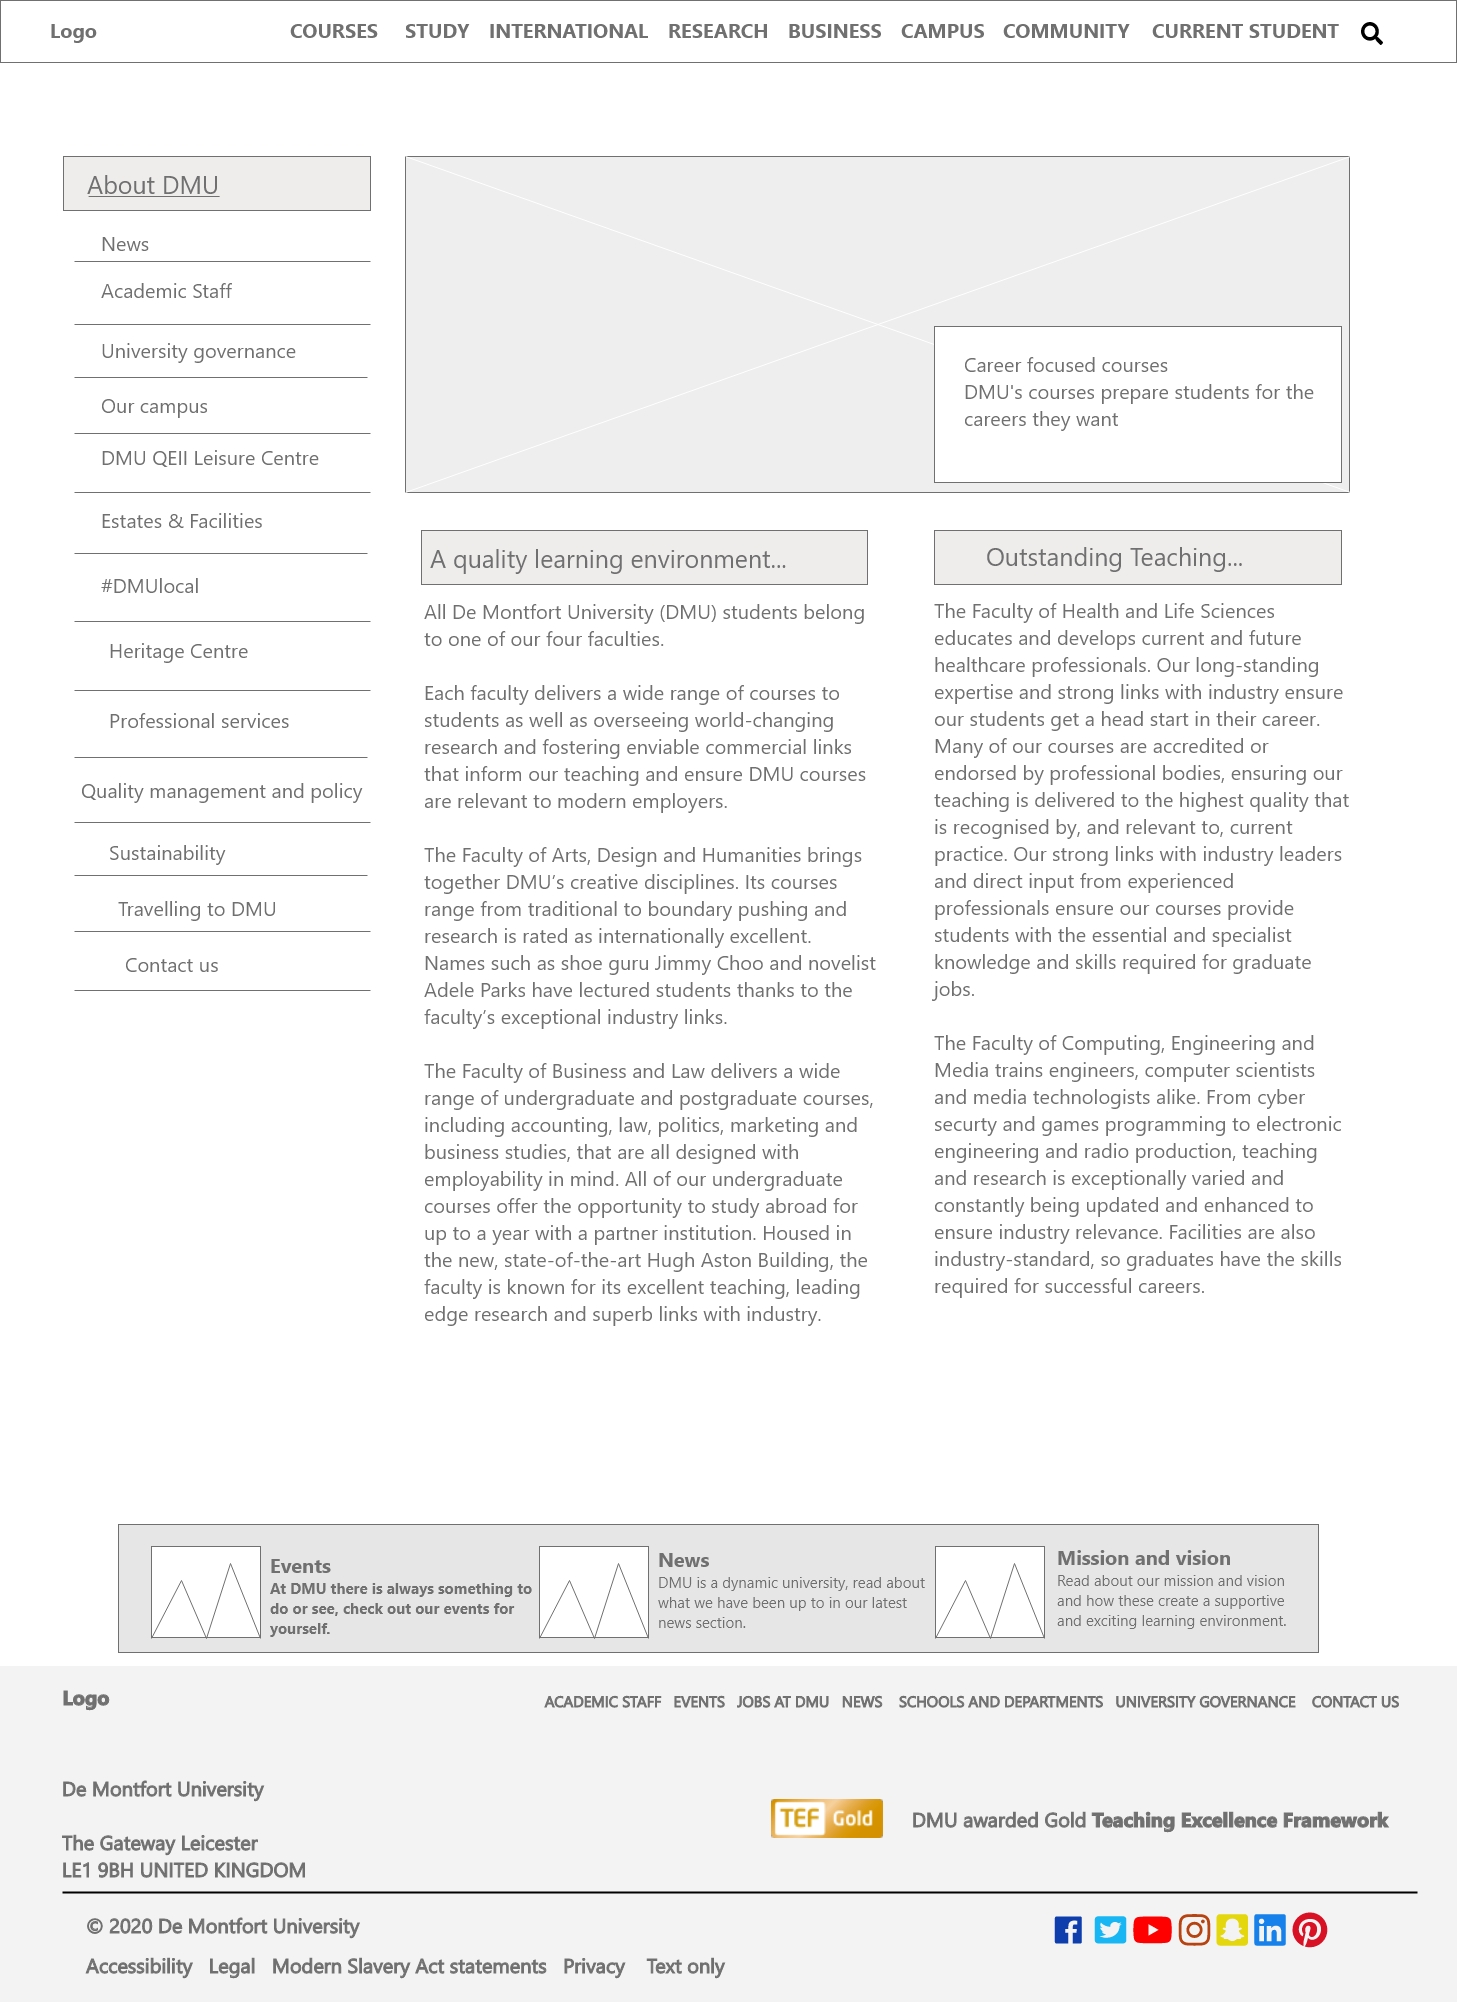 Logo
COURSES STUDY INTERNATIONAL RESEARCH BUSINESS CAMPUS COMMUNITY CURRENT STUDENT
About DMU
News
Academic Staff
University governance
Our campus
DMU QEII Leisure Centre
Estates & Facilities
#DMUlocal
Heritage Centre
Professional services
Quality management and policy
Sustainability
Travelling to DMU
Contact us
Career focused courses
DMU's courses prepare students for the
careers they want
A quality learning environment...
All De Montfort University (DMU) students belong
to one of our four faculties.
Each faculty delivers a wide range of courses to
students as well as overseeing world-changing
research and fostering enviable commercial links
that inform our teaching and ensure DMU courses
are relevant to modern employers.
The Faculty of Arts, Design and Humanities brings
together DMU’s creative disciplines. Its courses
range from traditional to boundary pushing and
research is rated as internationally excellent.
Names such as shoe guru Jimmy Choo and novelist
Adele Parks have lectured students thanks to the
faculty’s exceptional industry links.
The Faculty of Business and Law delivers a wide
range of undergraduate and postgraduate courses,
including accounting, law, politics, marketing and
business studies, that are all designed with
employability in mind. All of our undergraduate
courses offer the opportunity to study abroad for
up to a year with a partner institution. Housed in
the new, state-of-the-art Hugh Aston Building, the
faculty is known for its excellent teaching, leading
edge research and superb links with industry.
Outstanding Teaching...
The Faculty of Health and Life Sciences
educates and develops current and future
healthcare professionals. Our long-standing
expertise and strong links with industry ensure
our students get a head start in their career.
Many of our courses are accredited or
endorsed by professional bodies, ensuring our
teaching is delivered to the highest quality that
is recognised by, and relevant to, current
practice. Our strong links with industry leaders
and direct input from experienced
professionals ensure our courses provide
students with the essential and specialist
knowledge and skills required for graduate
jobs.
The Faculty of Computing, Engineering and
Media trains engineers, computer scientists
and media technologists alike. From cyber
securty and games programming to electronic
engineering and radio production, teaching
and research is exceptionally varied and
constantly being updated and enhanced to
ensure industry relevance. Facilities are also
industry-standard, so graduates have the skills
required for successful careers.
Events
At DMU there is always something to
do or see, check out our events for
yourself.
News
DMU is a dynamic university, read about
what we have been up to in our latest
news section.
Mission and vision
Read about our mission and vision
and how these create a supportive
and exciting learning environment.
Logo
ACADEMIC STAFF EVENTS JOBS AT DMU NEWS SCHOOLS AND DEPARTMENTS UNIVERSITY GOVERNANCE CONTACT US
De Montfort University
The Gateway Leicester
LE1 9BH UNITED KINGDOM
TEF Gold
DMU awarded Gold Teaching Excellence Framework
© 2020 De Montfort University
Accessibility Legal Modern Slavery Act statements Privacy Text only